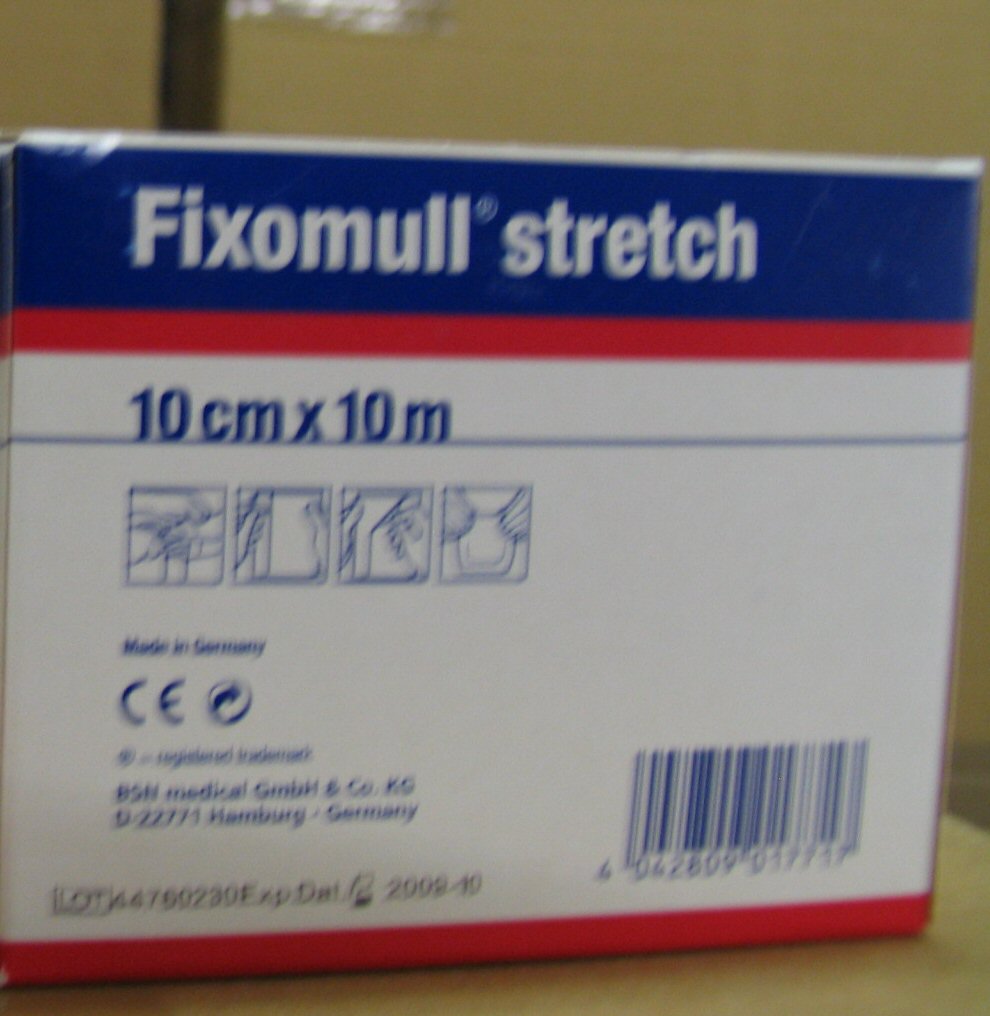 Fixomull® stretch
10 cm x 10 m
Made in Germany
CE
® = registered trademark
BSN medical GmbH & Co. KG
D-22771 Hamburg - Germany
LOT 44760230 Exp.Dat./ 2009-10
4 042809 017717